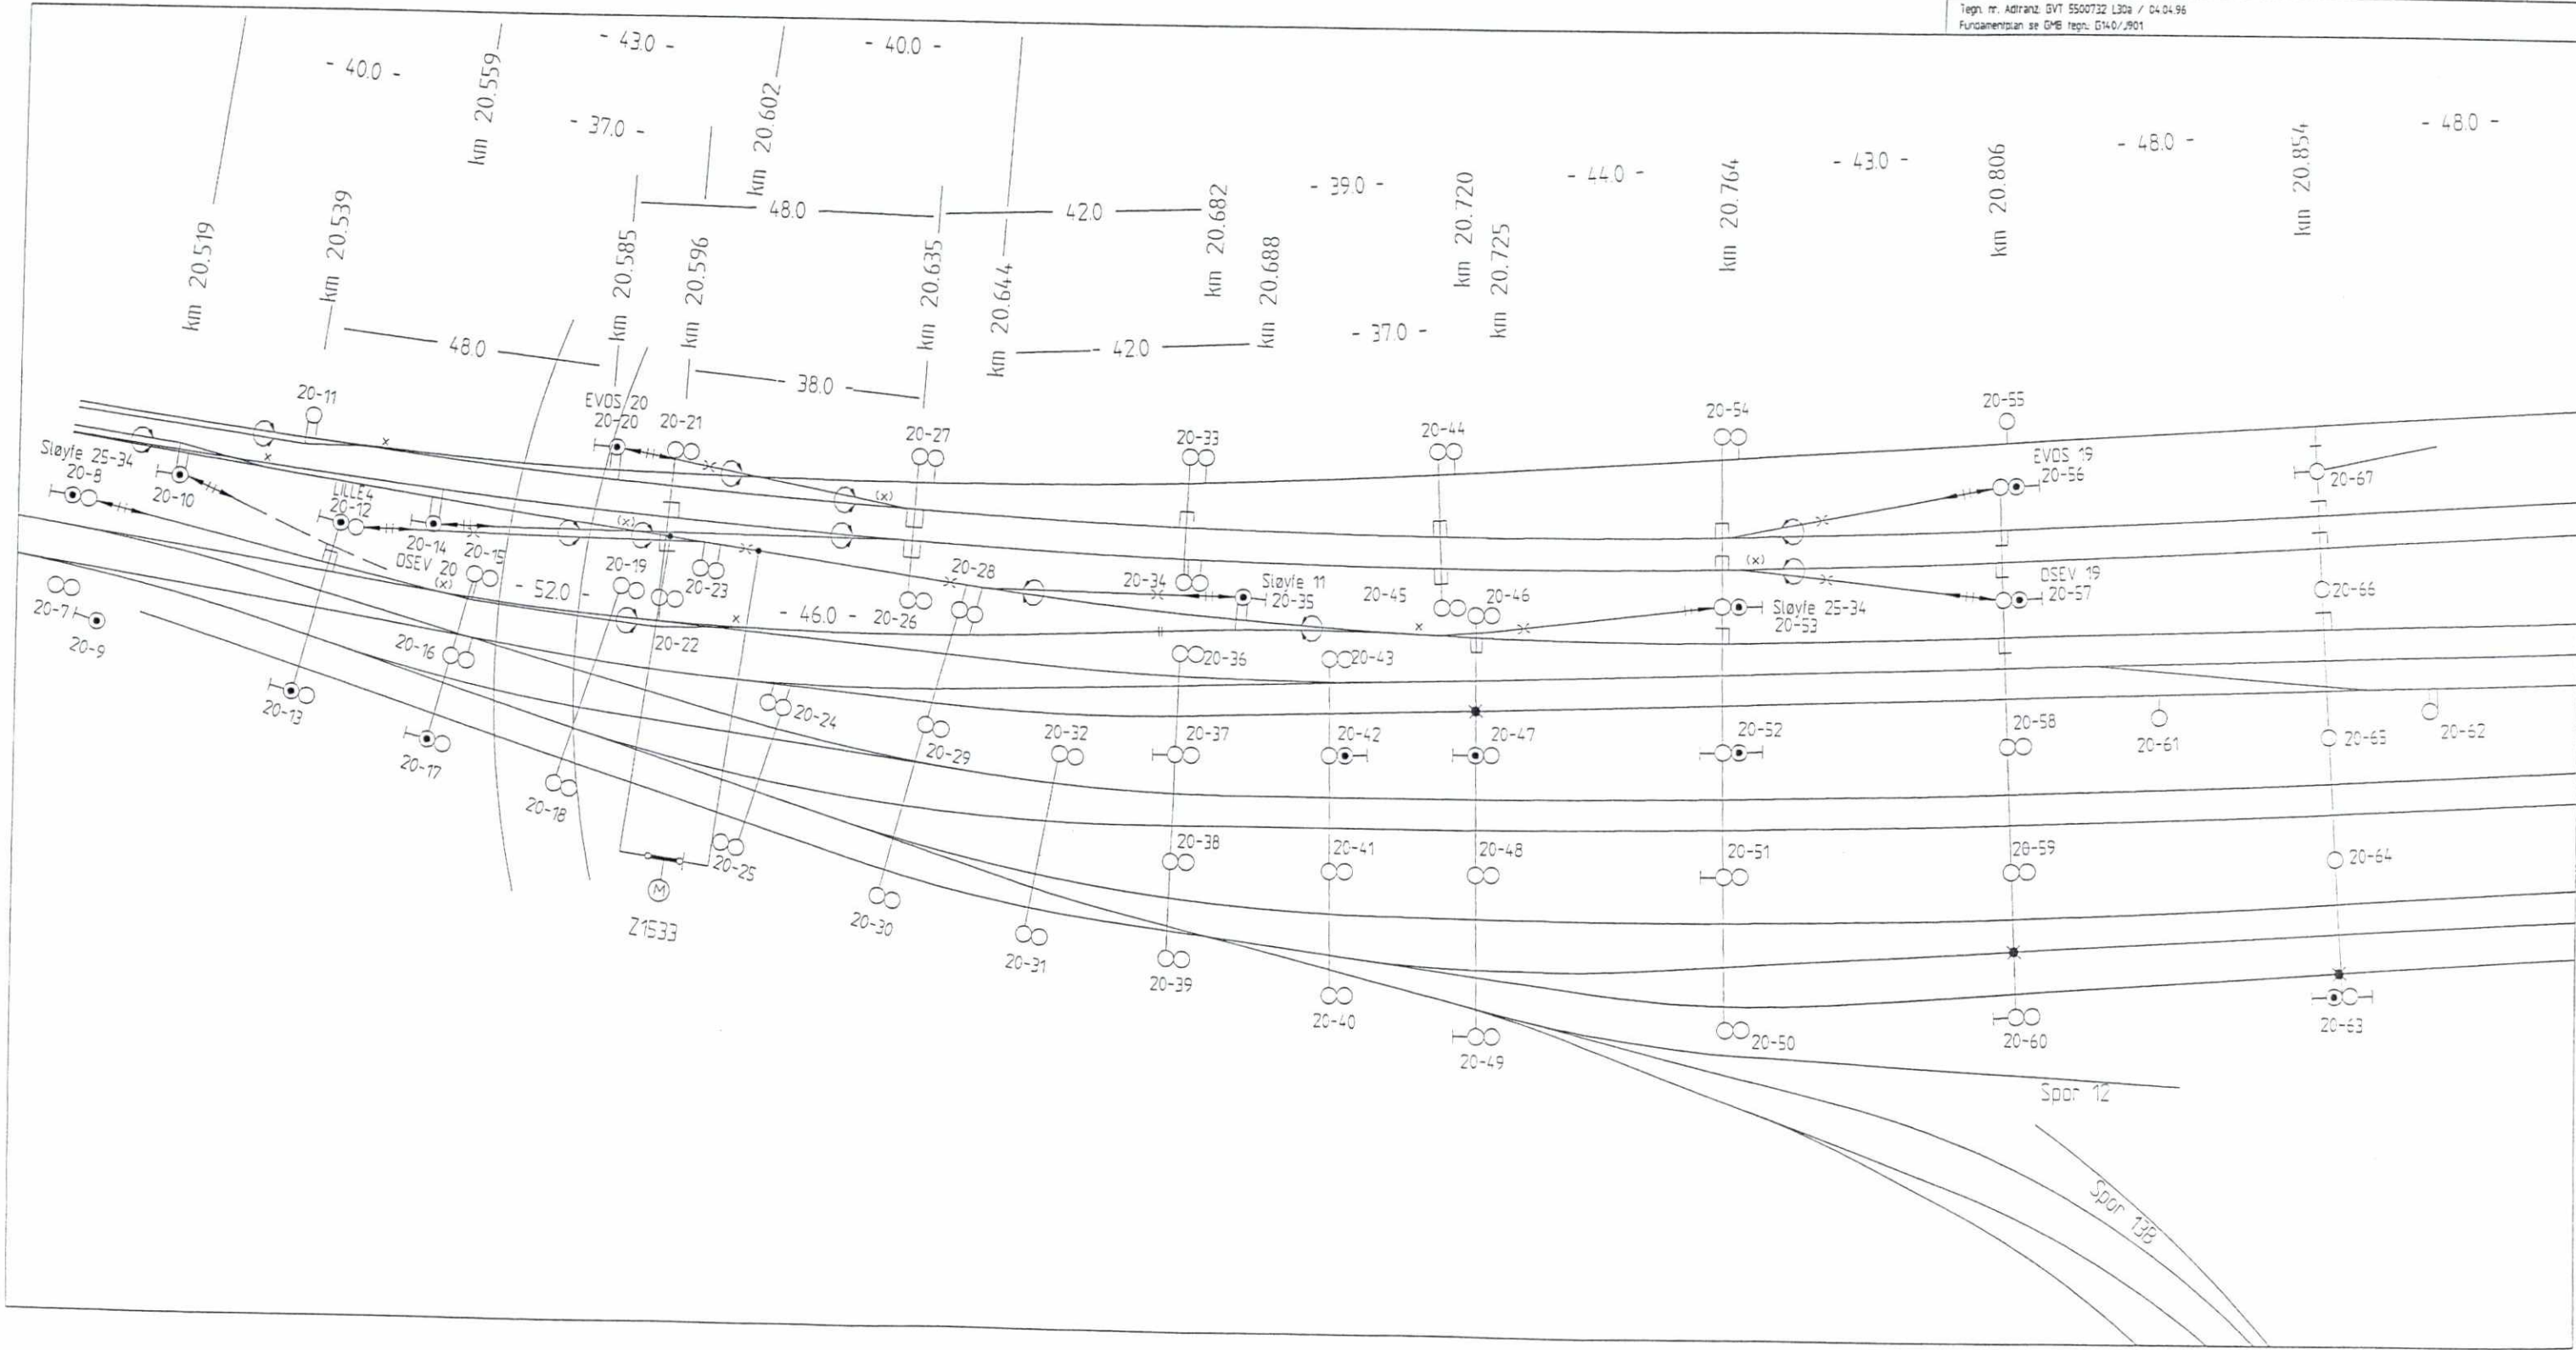 Tegn. nr. Adtranz: GVT 5500732 L30a / 04.04.96
Fundamentplan se GMB tegn.: G140/J901
- 40.0 -
- 43.0 -
- 40.0 -
- 37.0 -
km 20.559
km 20.602
km 20.519
km 20.539
km 20.585
km 20.596
km 20.635
km 20.644
km 20.682
km 20.688
km 20.720
km 20.725
km 20.764
km 20.806
km 20.854
48.0
42.0
- 39.0 -
- 44.0 -
- 43.0 -
- 48.0 -
- 48.0 -
48.0
- 38.0 -
- 42.0
- 37.0 -
20-11
EVOS 20
20-20
20-21
20-27
20-33
20-44
20-54
20-55
Sløyfe 25-34
20-8
20-10
LILLE4
20-12
20-14
OSEV 20
20-15
(x)
(x)
(x)
(x)
EVOS 19
20-56
20-67
- 52.0 -
20-19
20-23
20-28
20-34
Sløyfe 11
20-35
20-45
20-46
Sløyfe 25-34
20-53
OSEV 19
20-57
20-66
20-7
20-9
20-16
20-22
- 46.0 -
20-26
20-36
20-43
20-13
20-17
20-24
20-29
20-32
20-37
20-42
20-47
20-52
20-58
20-61
20-65
20-62
20-18
20-25
20-38
20-41
20-48
20-51
20-59
20-64
M
Z1533
20-30
20-31
20-39
20-40
20-49
20-50
20-60
20-63
Spor 12
Spor 13B